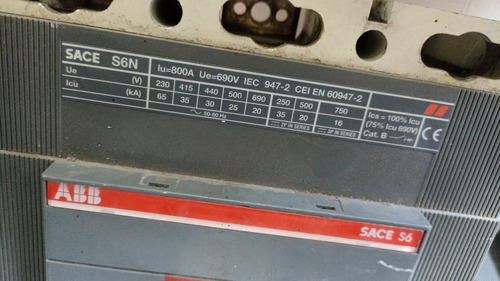 SACE S6N Iu=800A Ue=690V IEC 947-2 CEI EN 60947-2
Ue (V) 230 415 440 500 690 250 500 750 Ics = 100% Icu
Icu (kA) 65 35 30 25 20 35 20 16 (75% Icu 690V)
50-60 Hz 2P IN SERIES 3P IN SERIES Cat. B CE
ABB
SACE S6